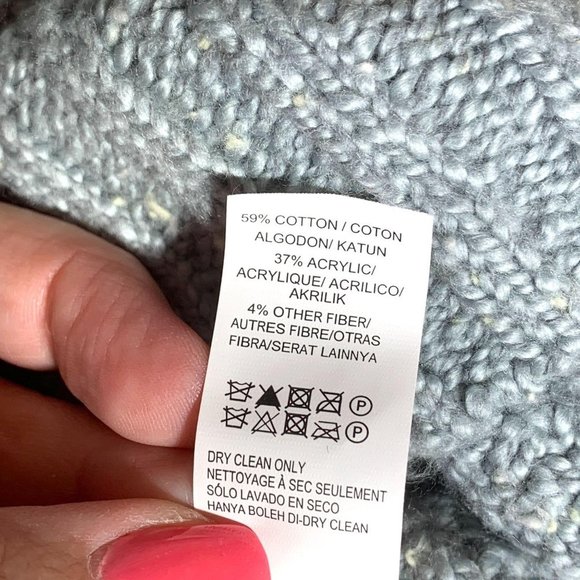 59% COTTON / COTON
ALGODON/ KATUN
37% ACRYLIC/
ACRYLIQUE/ ACRILICO/
AKRILIK
4% OTHER FIBER/
AUTRES FIBRE/OTRAS
FIBRA/SERAT LAINNYA
P
P
DRY CLEAN ONLY
NETTOYAGE À SEC SEULEMENT
SÓLO LAVADO EN SECO
HANYA BOLEH DI-DRY CLEAN